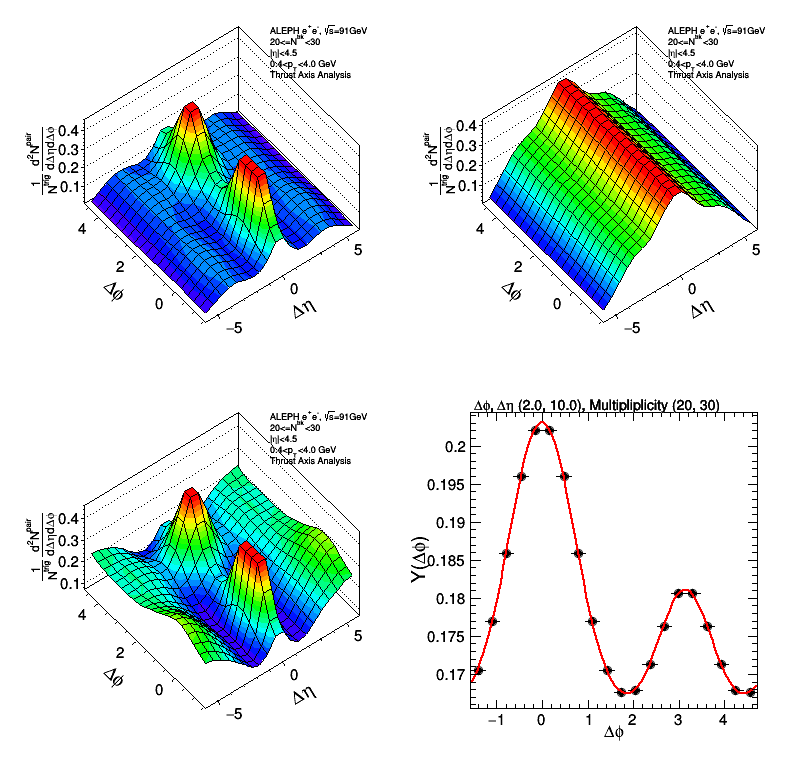 ALEPH e⁺e⁻, √s=91GeV
20<=N^trk<30
|η|<4.5
0.4<p_T<4.0 GeV
Thrust Axis Analysis
1/N^trig d²N^pair/dΔηdΔφ
0.4
0.3
0.2
0.1
4
2
0
Δφ
−5
0
5
Δη
ALEPH e⁺e⁻, √s=91GeV
20<=N^trk<30
|η|<4.5
0.4<p_T<4.0 GeV
Thrust Axis Analysis
1/N^trig d²N^pair/dΔηdΔφ
0.4
0.3
0.2
0.1
4
2
0
Δφ
−5
0
5
Δη
ALEPH e⁺e⁻, √s=91GeV
20<=N^trk<30
|η|<4.5
0.4<p_T<4.0 GeV
Thrust Axis Analysis
1/N^trig d²N^pair/dΔηdΔφ
0.4
0.3
0.2
0.1
4
2
0
Δφ
−5
0
5
Δη
Δφ, Δη (2.0, 10.0), Multipliplicity (20, 30)
Y(Δφ)
0.2
0.195
0.19
0.185
0.18
0.175
0.17
−1 0 1 2 3 4
Δφ